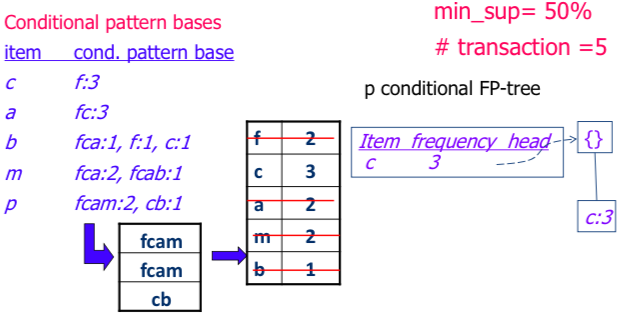 Conditional pattern bases
item cond. pattern base
c f:3
a fc:3
b fca:1, f:1, c:1
m fca:2, fcab:1
p fcam:2, cb:1
fcam
fcam
cb
f 2
c 3
a 2
m 2
b 1
min_sup= 50%
# transaction =5
p conditional FP-tree
Item frequency head
c 3
{}
c:3